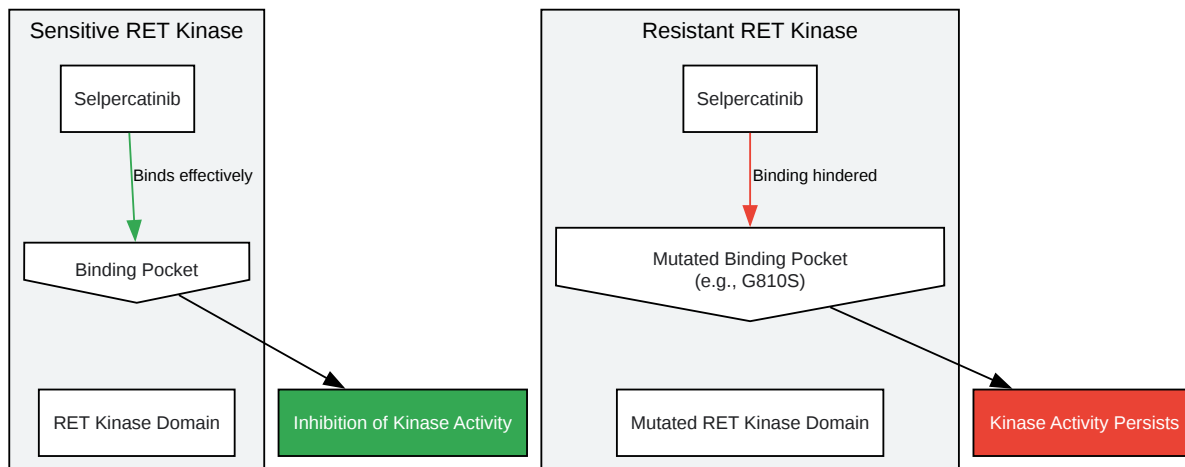 Sensitive RET Kinase
Selpercatinib
Binds effectively
Binding Pocket
RET Kinase Domain
Inhibition of Kinase Activity
Resistant RET Kinase
Selpercatinib
Binding hindered
Mutated Binding Pocket
(e.g., G810S)
Mutated RET Kinase Domain
Kinase Activity Persists